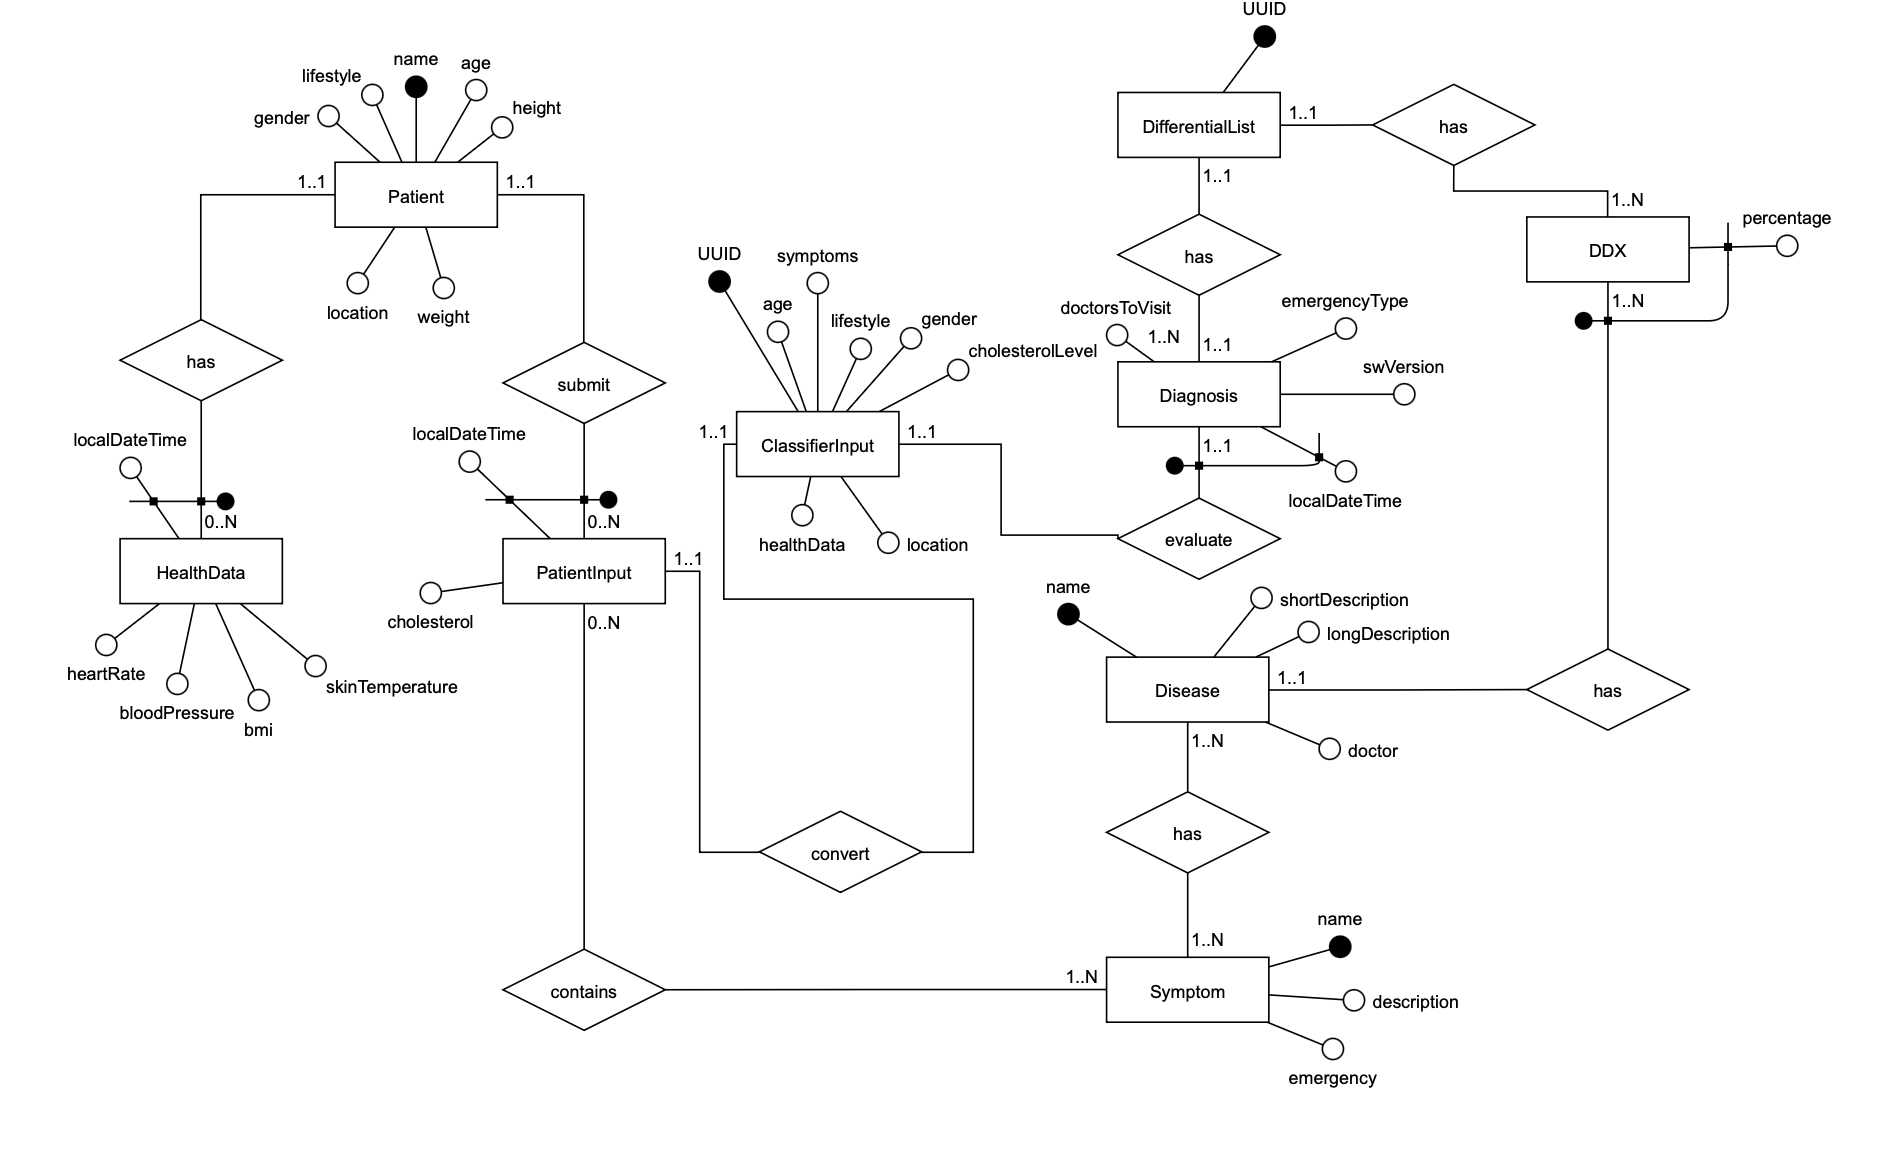 UUID
name
age
lifestyle
height
gender
1..1
DifferentialList
has
1..1
1..1
Patient
1..1
1..N
percentage
UUID
symptoms
has
DDX
age
lifestyle
gender
doctorsToVisit
emergencyType
1..N
location
weight
1..N
1..1
cholesterolLevel
swVersion
has
submit
Diagnosis
localDateTime
localDateTime
1..1
ClassifierInput
1..1
1..1
localDateTime
0..N
0..N
healthData
location
evaluate
HealthData
PatientInput
1..1
name
shortDescription
cholesterol
0..N
longDescription
heartRate
skinTemperature
1..1
Disease
has
bloodPressure
bmi
1..N
doctor
has
convert
name
1..N
contains
1..N
Symptom
description
emergency